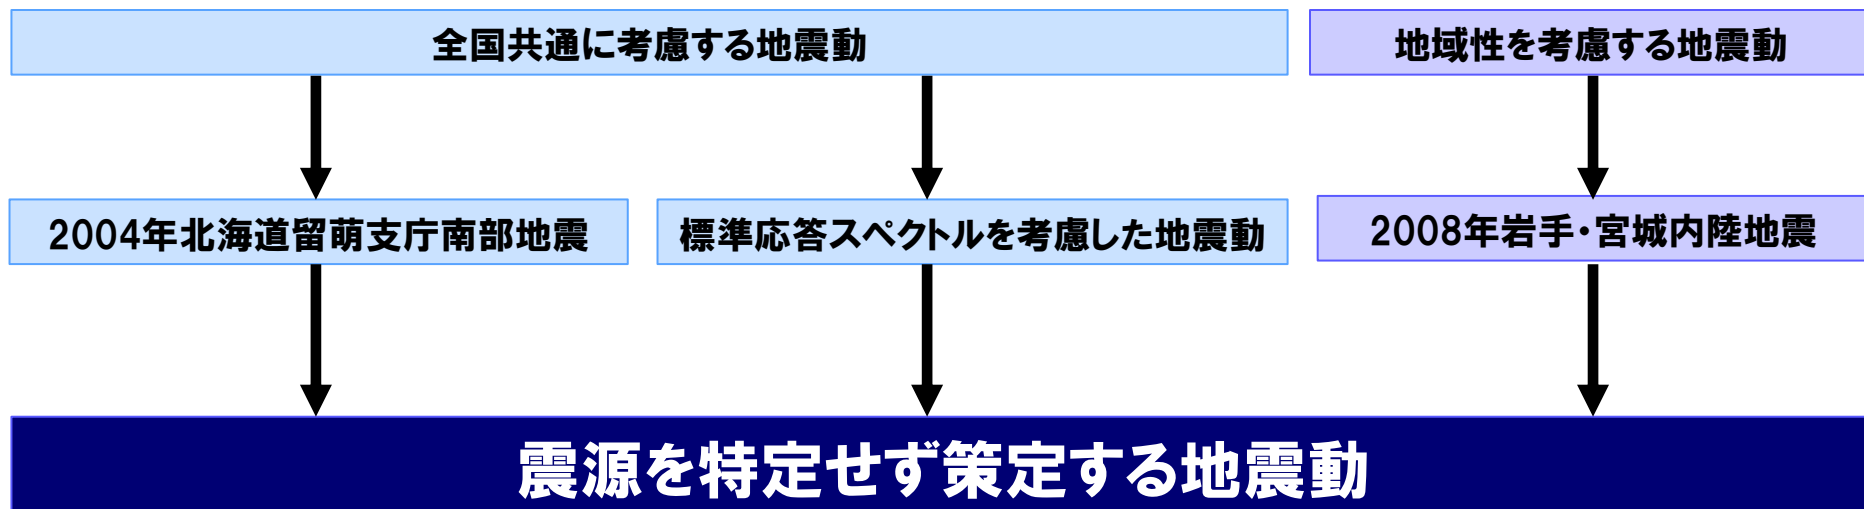 全国共通に考慮する地震動
地域性を考慮する地震動
2004年北海道留萌支庁南部地震
標準応答スペクトルを考慮した地震動
2008年岩手・宮城内陸地震
震源を特定せず策定する地震動